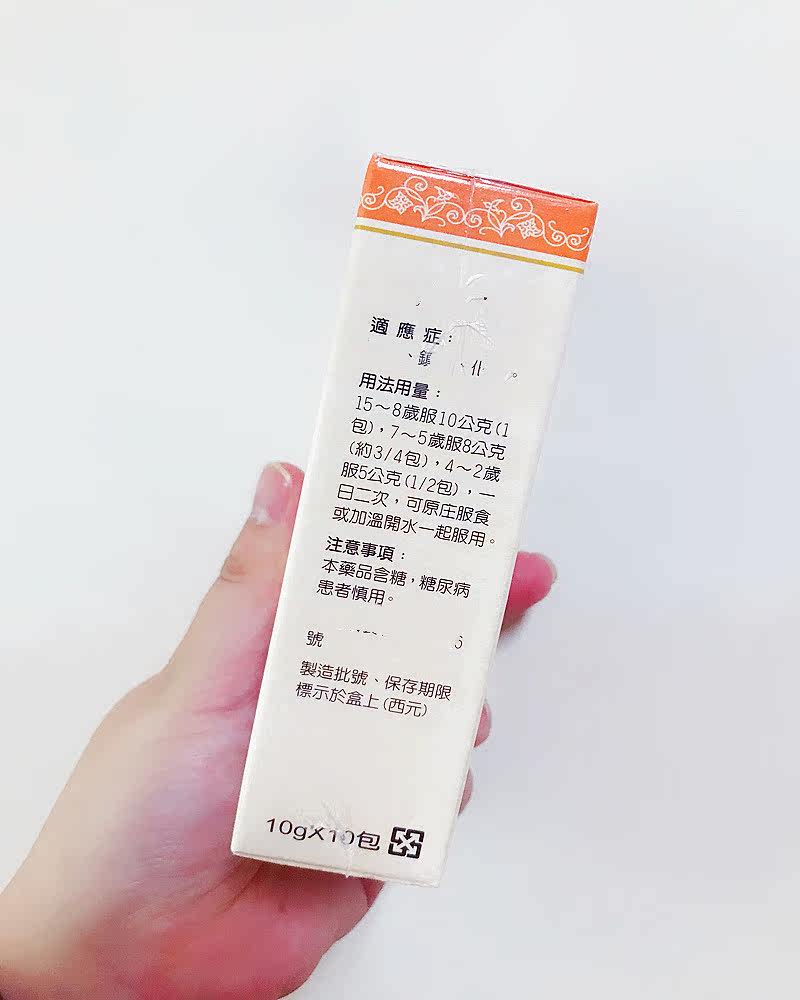 適應症：
、鎮、化。
用法用量：
15～8歲服10公克(1
包)，7～5歲服8公克
(約3/4包)，4～2歲
服5公克(1/2包)，一
日二次，可原庄服食
或加溫開水一起服用。
注意事項：
本藥品含糖，糖尿病
患者慎用。
號
製造批號、保存期限
標示於盒上(西元)
10gX10包